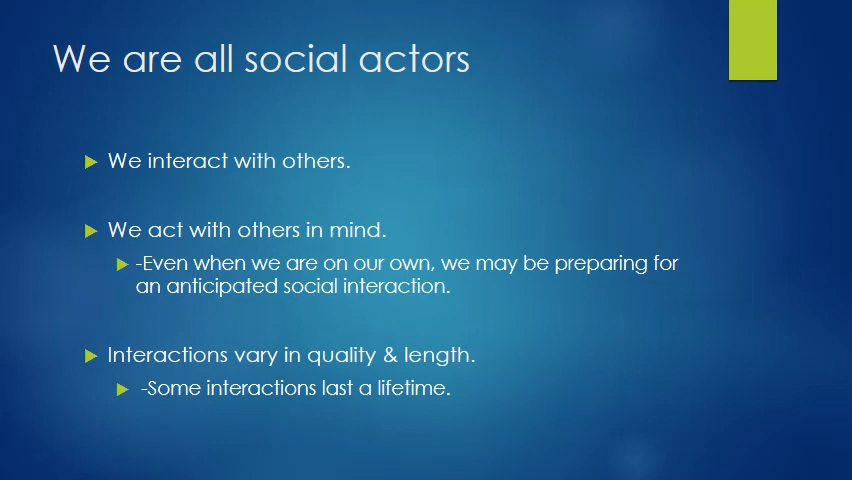 We are all social actors
We interact with others.
We act with others in mind.
-Even when we are on our own, we may be preparing for
an anticipated social interaction.
Interactions vary in quality & length.
-Some interactions last a lifetime.